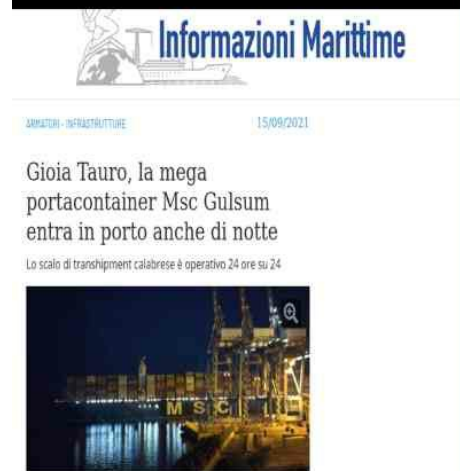 Informazioni Marittime
ARMATORI - INFRASTRUTTURE
15/09/2021
Gioia Tauro, la mega
portacontainer Msc Gulsum
entra in porto anche di notte
Lo scalo di transhipment calabrese è operativo 24 ore su 24
MSC